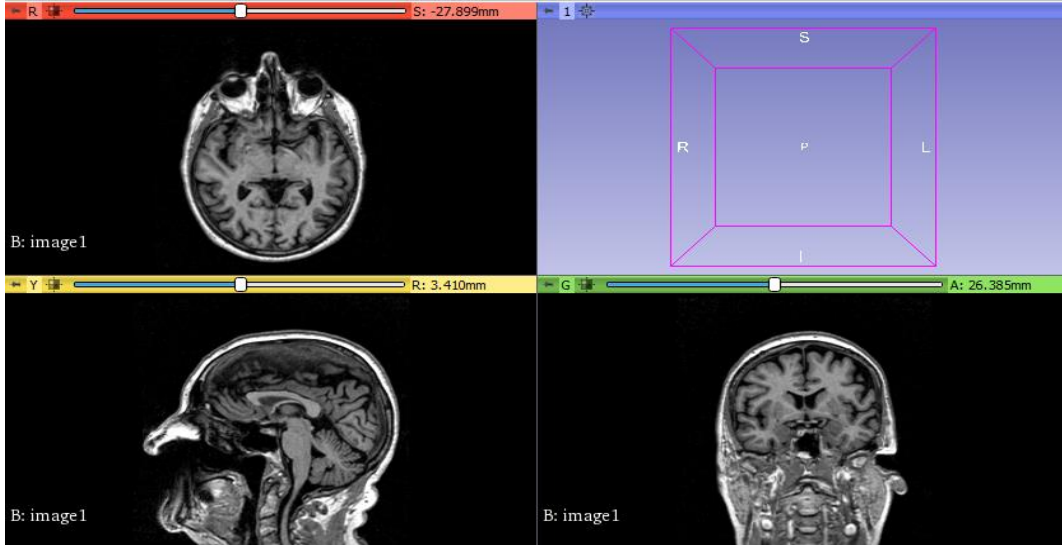 R S: -27.899mm
1
S
R P L
I
B: image1
Y R: 3.410mm
G A: 26.385mm
B: image1
B: image1